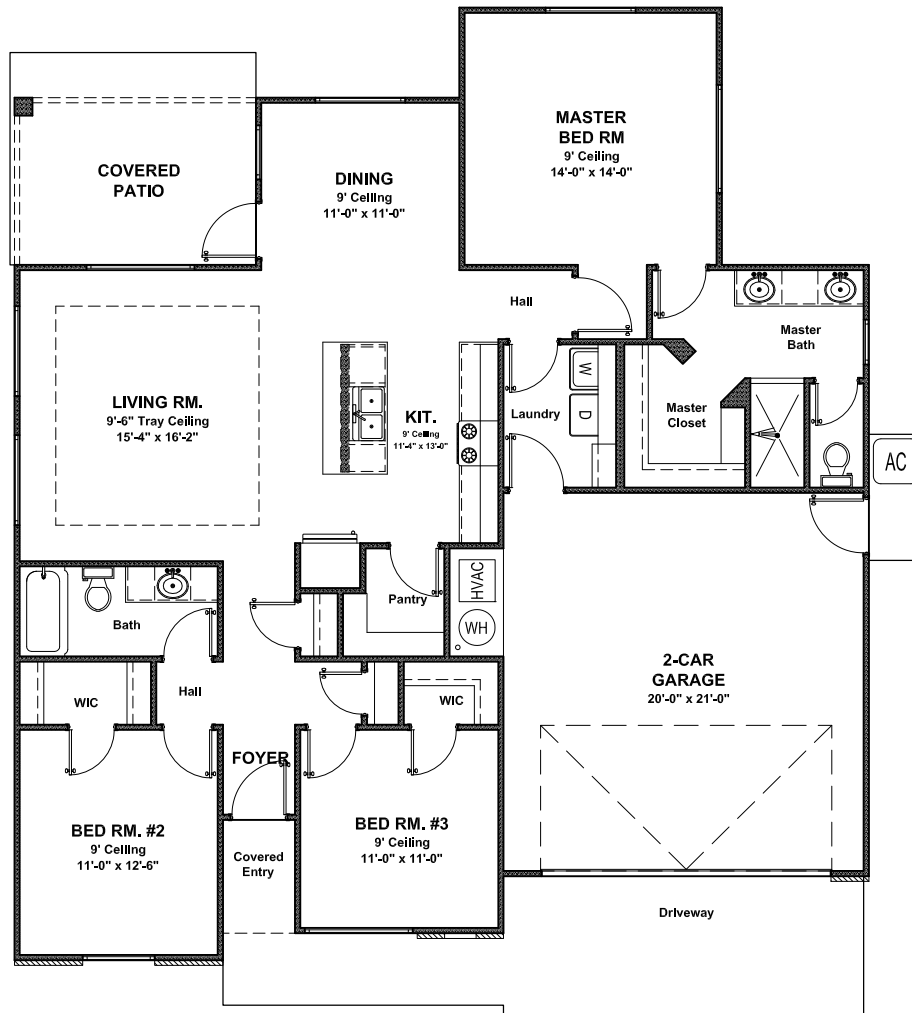 MASTER
BED RM
9' Ceiling
14'-0" x 14'-0"
COVERED
PATIO
DINING
9' Ceiling
11'-0" x 11'-0"
Hall
Master
Bath
LIVING RM.
9'-6" Tray Ceiling
15'-4" x 16'-2"
KIT.
9' Ceiling
11'-4" x 13'-0"
W
D
Laundry
Master
Closet
AC
HVAC
WH
Pantry
Bath
2-CAR
GARAGE
20'-0" x 21'-0"
WIC
Hall
WIC
FOYER
BED RM. #2
9' Ceiling
11'-0" x 12'-6"
BED RM. #3
9' Ceiling
11'-0" x 11'-0"
Covered
Entry
Driveway